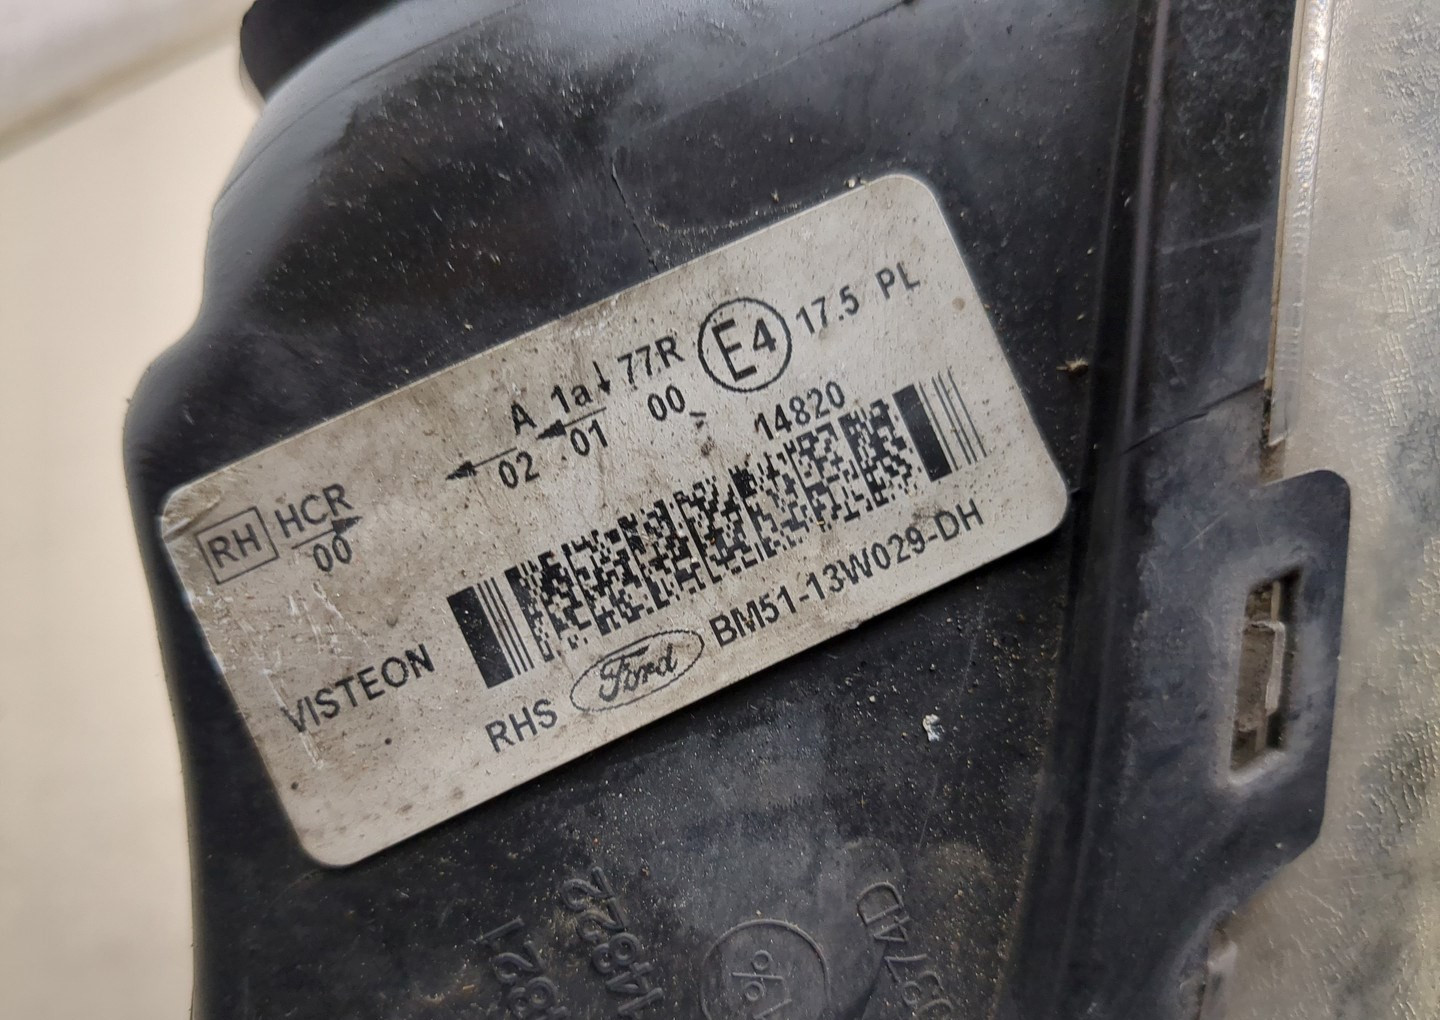 RH HCR A 1a 77R E4 17.5 PL
00 02 01 00
14820
VISTEON
RHS Ford BM51-13W029-DH
1%